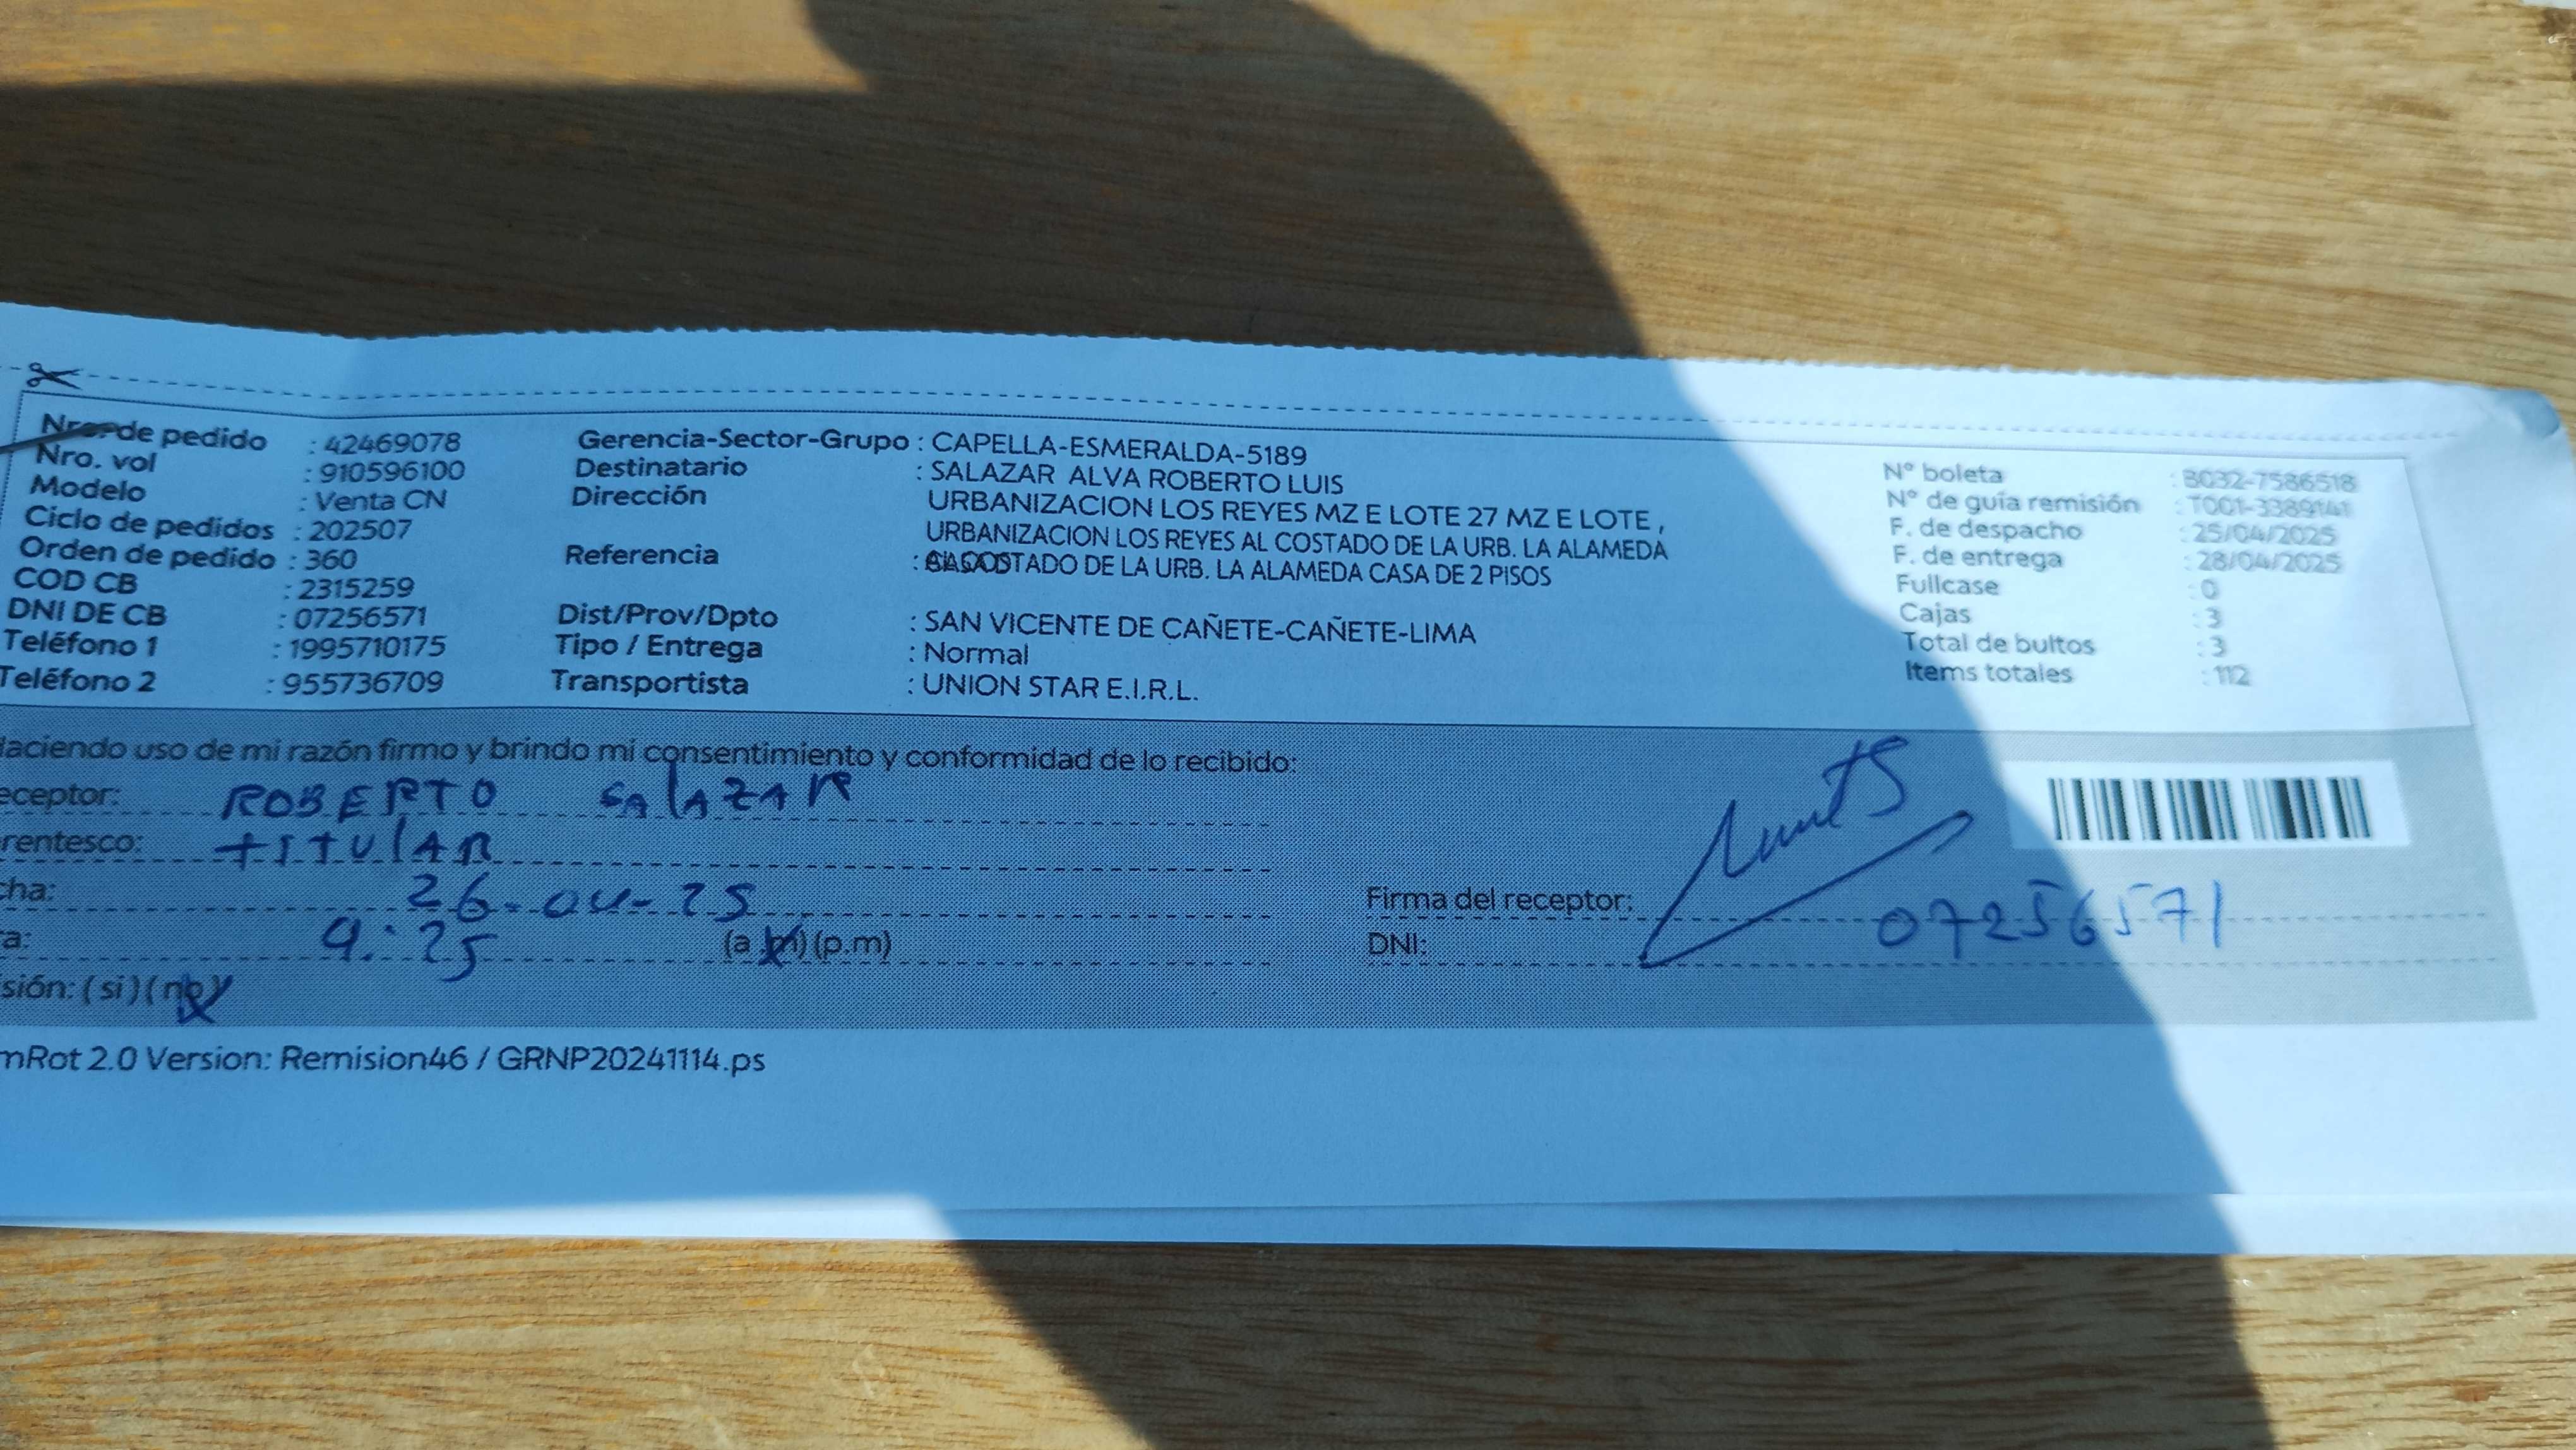 Nro. de pedido : 42469078
Nro. vol : 910596100
Modelo : Venta CN
Ciclo de pedidos : 202507
Orden de pedido : 360
COD CB : 2315259
DNI DE CB : 07256571
Teléfono 1 : 1995710175
Teléfono 2 : 955736709
Gerencia-Sector-Grupo : CAPELLA-ESMERALDA-5189
Destinatario : SALAZAR ALVA ROBERTO LUIS
Dirección URBANIZACION LOS REYES MZ E LOTE 27 MZ E LOTE ,
URBANIZACION LOS REYES AL COSTADO DE LA URB. LA ALAMEDA
Referencia : AL COSTADO DE LA URB. LA ALAMEDA CASA DE 2 PISOS
Dist/Prov/Dpto : SAN VICENTE DE CAÑETE-CAÑETE-LIMA
Tipo / Entrega : Normal
Transportista : UNION STAR E.I.R.L.
N° boleta : B032-7586518
N° de guía remisión : T001-3389141
F. de despacho : 25/04/2025
F. de entrega : 28/04/2025
Fullcase : 0
Cajas : 3
Total de bultos : 3
Items totales : 112
Haciendo uso de mi razón firmo y brindo mi consentimiento y conformidad de lo recibido:
eceptor: ROBERTO SALAZAR
rentesco: TITULAR
cha: 26-04-25
a: 9:25 (a.m) (p.m)
sión: (si) (no)
Firma del receptor:
DNI: 07256571
mRot 2.0 Version: Remision46 / GRNP20241114.ps